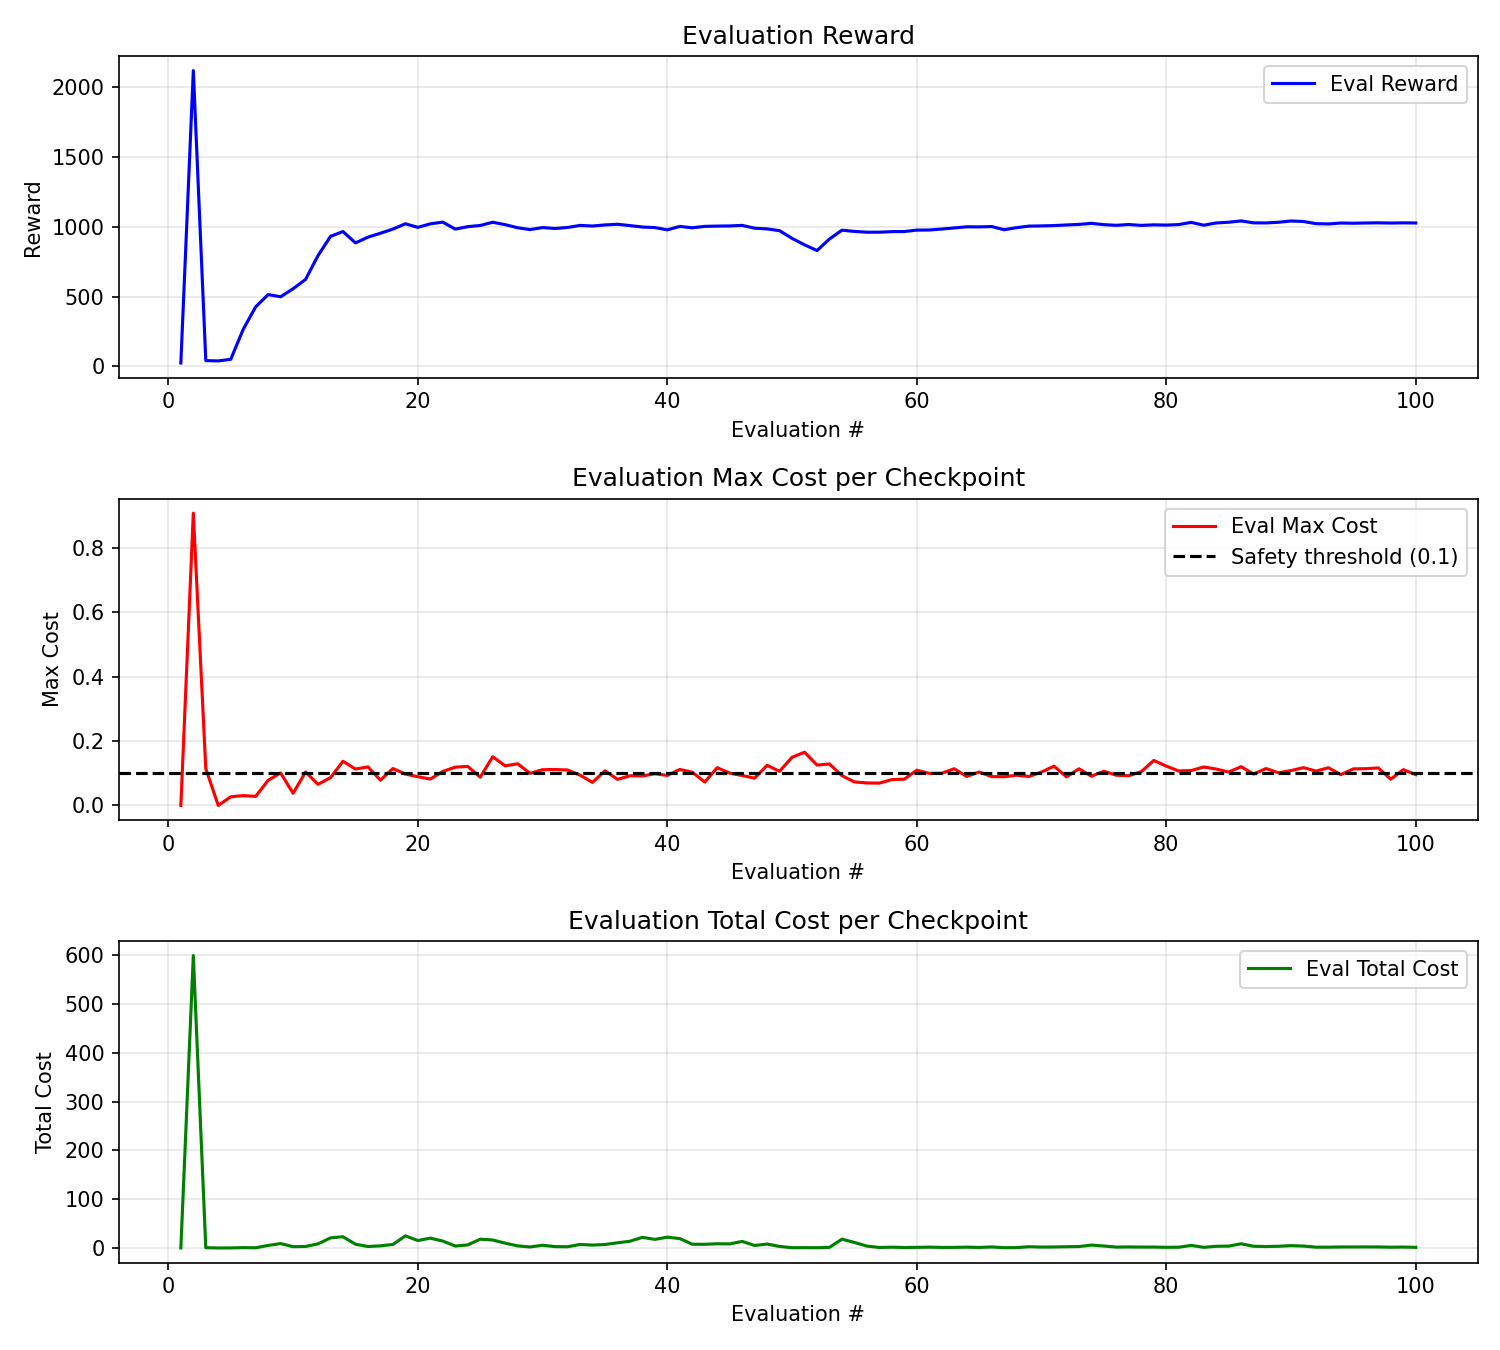 Evaluation Reward
Eval Reward
Reward
2000
1500
1000
500
0
0 20 40 60 80 100
Evaluation #
Evaluation Max Cost per Checkpoint
Eval Max Cost
Safety threshold (0.1)
Max Cost
0.8
0.6
0.4
0.2
0.0
0 20 40 60 80 100
Evaluation #
Evaluation Total Cost per Checkpoint
Eval Total Cost
Total Cost
600
500
400
300
200
100
0
0 20 40 60 80 100
Evaluation #